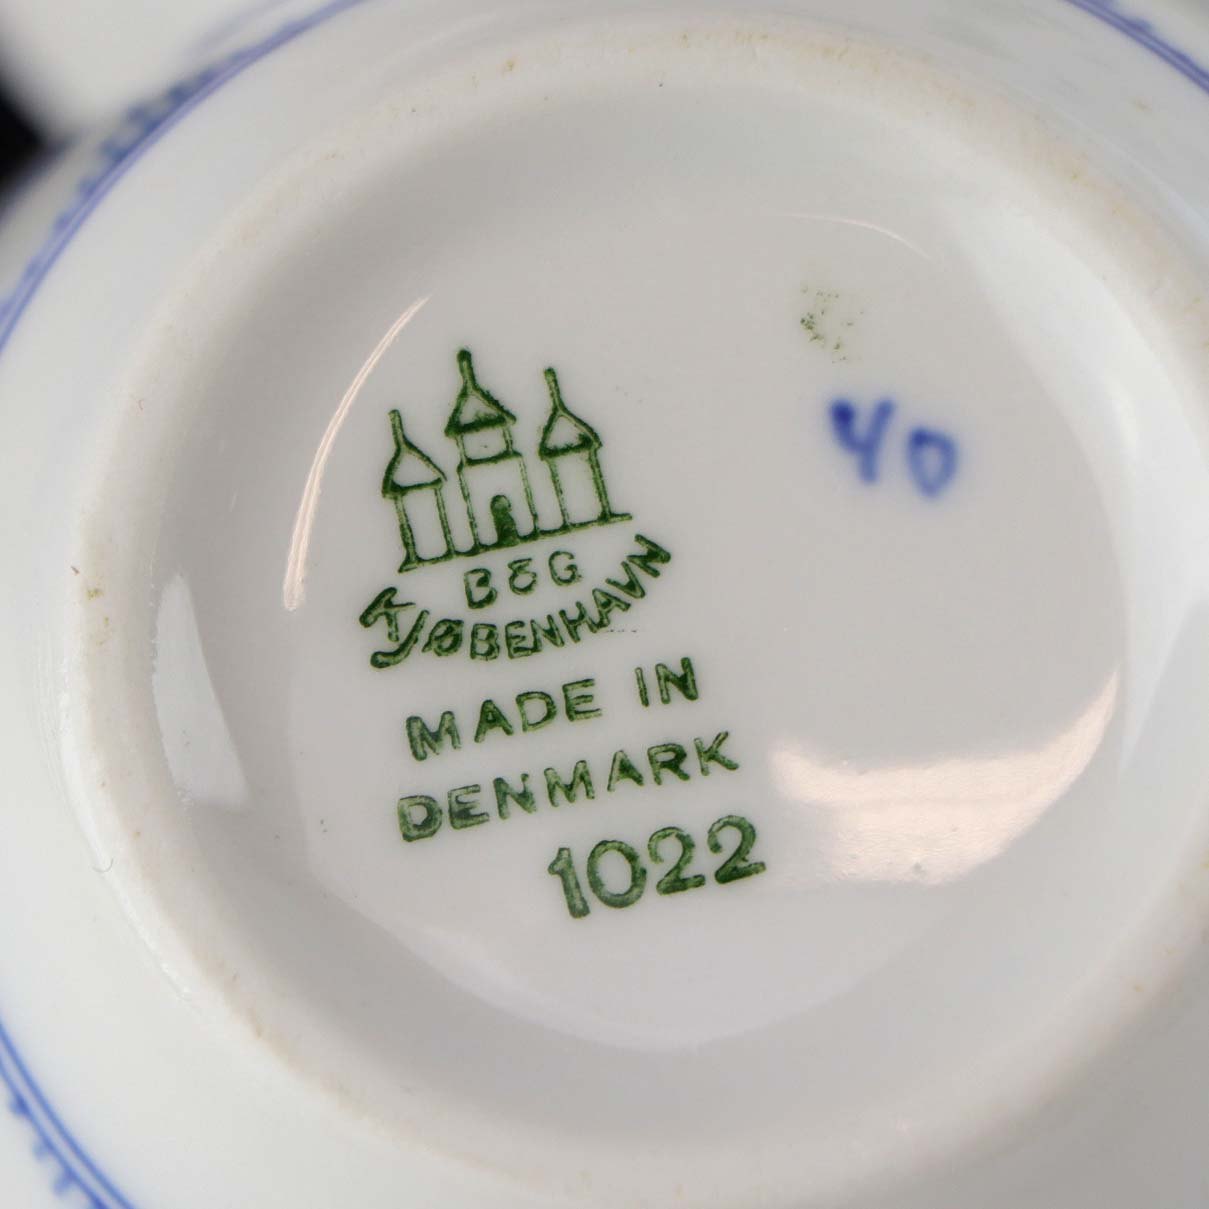 B&G
KJØBENHAVN
MADE IN
DENMARK
1022
40